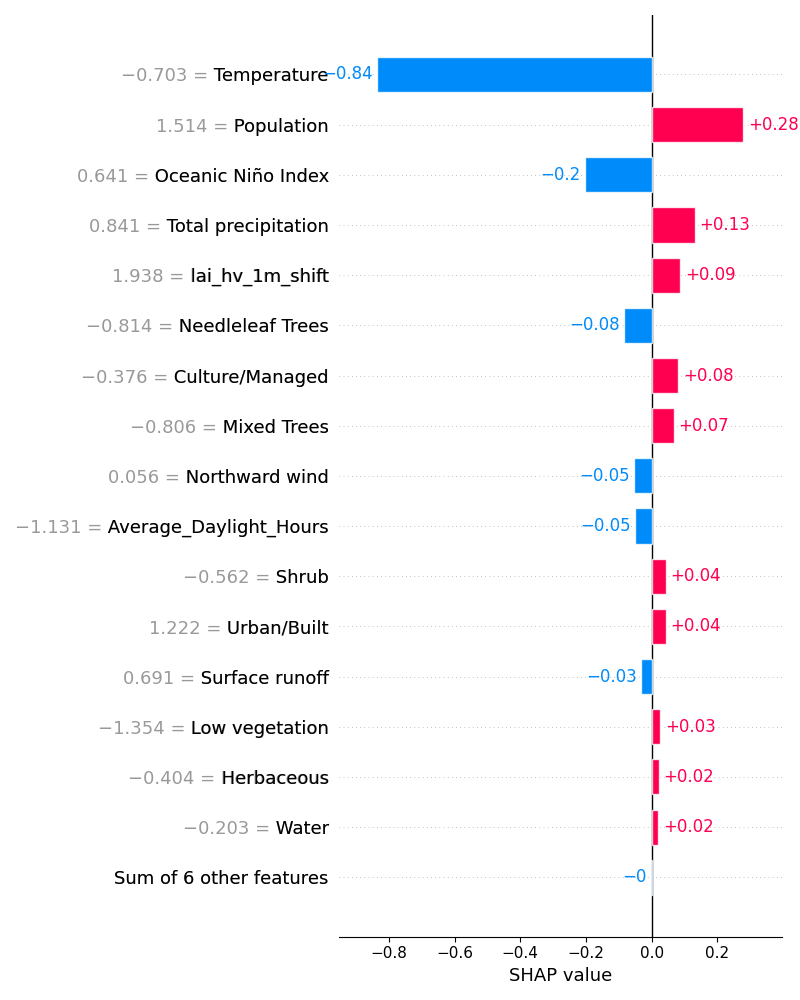 −0.703 = Temperature −0.84
1.514 = Population +0.28
0.641 = Oceanic Niño Index −0.2
0.841 = Total precipitation +0.13
1.938 = lai_hv_1m_shift +0.09
−0.814 = Needleleaf Trees −0.08
−0.376 = Culture/Managed +0.08
−0.806 = Mixed Trees +0.07
0.056 = Northward wind −0.05
−1.131 = Average_Daylight_Hours −0.05
−0.562 = Shrub +0.04
1.222 = Urban/Built +0.04
0.691 = Surface runoff −0.03
−1.354 = Low vegetation +0.03
−0.404 = Herbaceous +0.02
−0.203 = Water +0.02
Sum of 6 other features −0
−0.8 −0.6 −0.4 −0.2 0.0 0.2
SHAP value